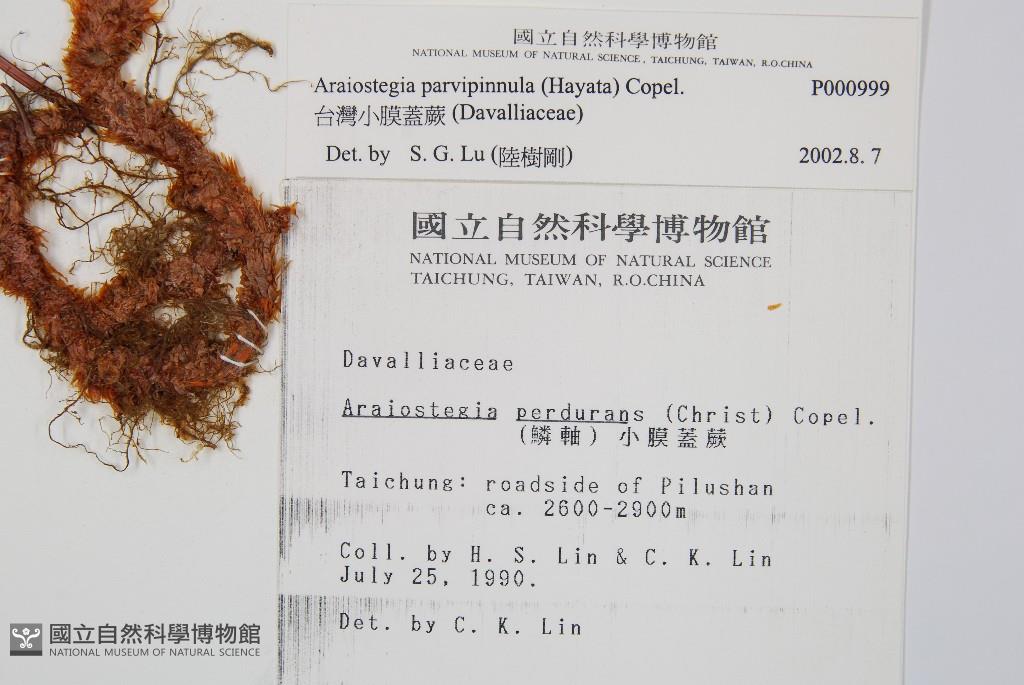 國立自然科學博物館
NATIONAL MUSEUM OF NATURAL SCIENCE, TAICHUNG, TAIWAN, R.O.CHINA
Araiostegia parvipinnula (Hayata) Copel. P000999
台灣小膜蓋蕨 (Davalliaceae)
Det. by S. G. Lu (陸樹剛) 2002.8. 7
國立自然科學博物館
NATIONAL MUSEUM OF NATURAL SCIENCE
TAICHUNG, TAIWAN, R.O.CHINA
Davalliaceae
Araiostegia perdurans (Christ) Copel.
(鱗軸) 小膜蓋蕨
Taichung: roadside of Pilushan
ca. 2600-2900m
Coll. by H. S. Lin & C. K. Lin
July 25, 1990.
Det. by C. K. Lin
國立自然科學博物館
NATIONAL MUSEUM OF NATURAL SCIENCE